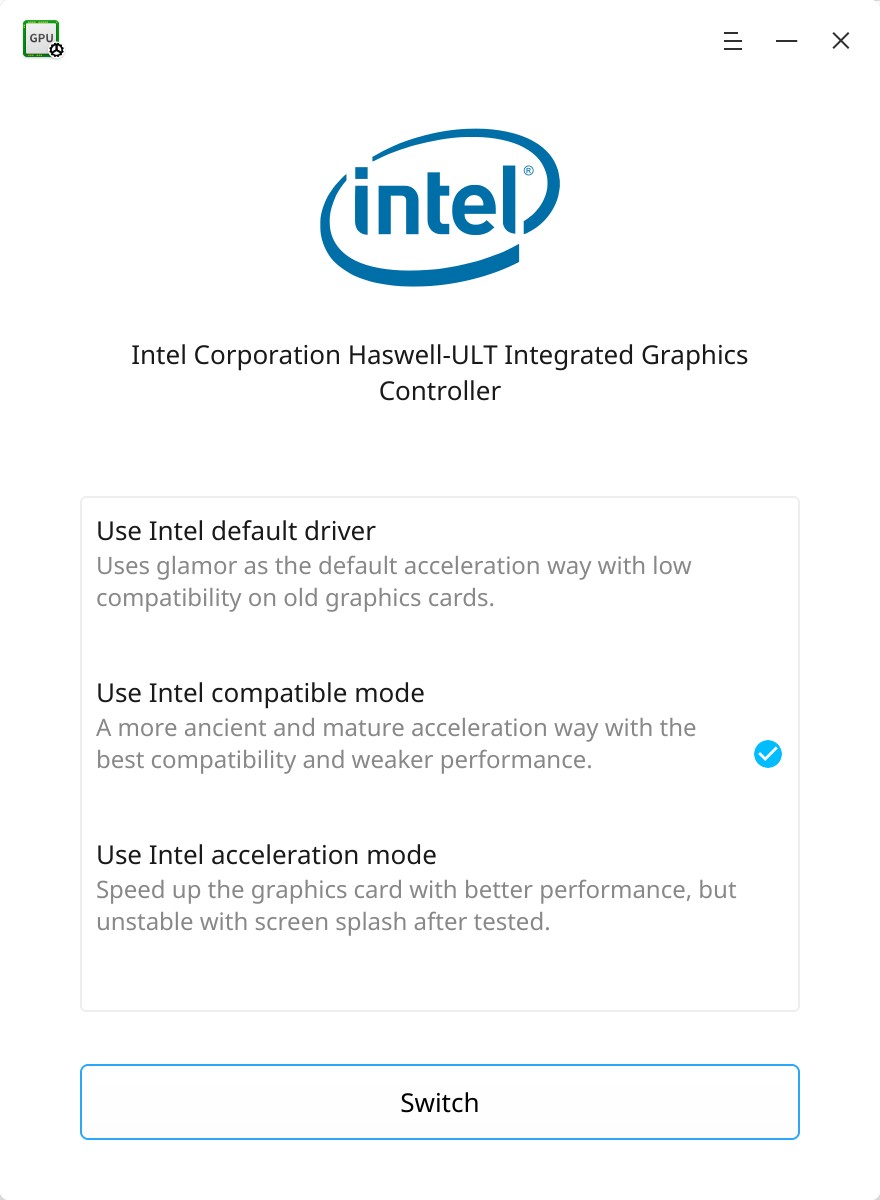 GPU
intel®
Intel Corporation Haswell-ULT Integrated Graphics
Controller
Use Intel default driver
Uses glamor as the default acceleration way with low
compatibility on old graphics cards.
Use Intel compatible mode
A more ancient and mature acceleration way with the
best compatibility and weaker performance.
Use Intel acceleration mode
Speed up the graphics card with better performance, but
unstable with screen splash after tested.
Switch